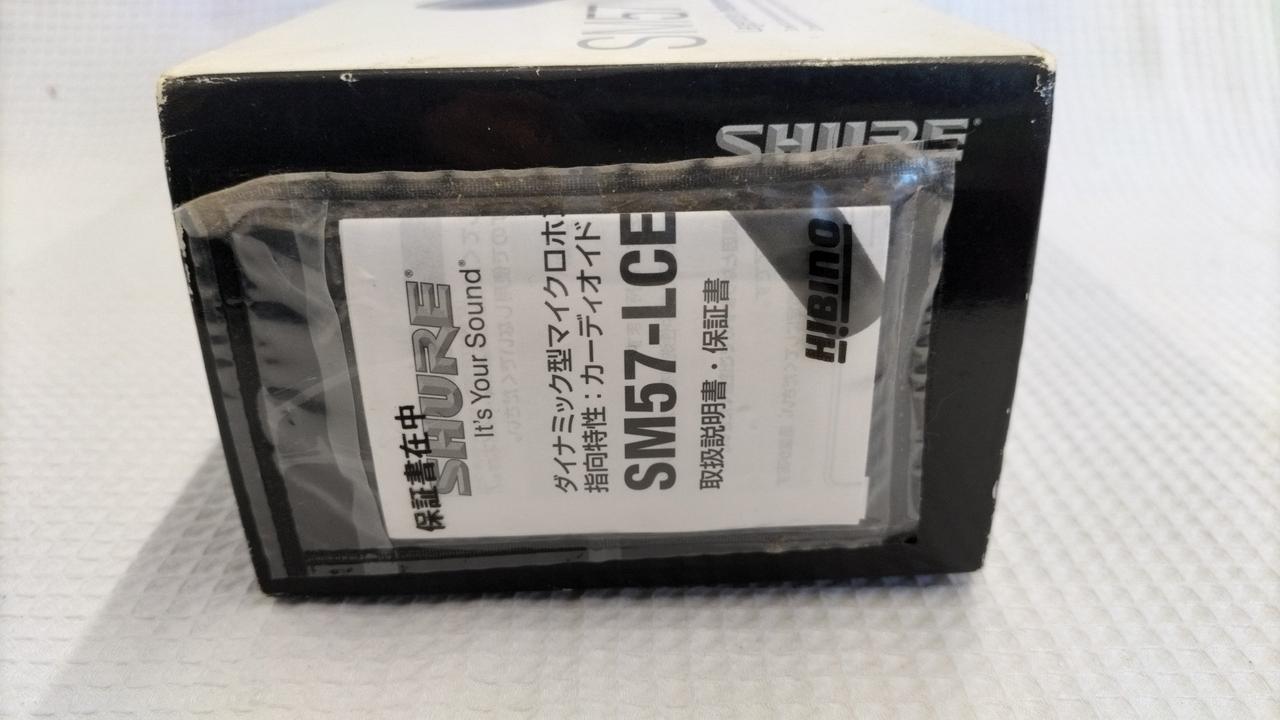 SM57
SHURE®
保証書在中
SHURE®
It's Your Sound®
ダイナミック型マイクロホ
指向特性：カーディオイド
SM57-LCE
取扱説明書・保証書
HIBINO